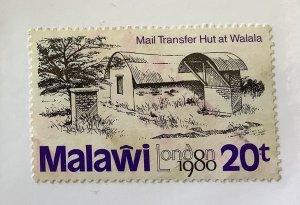 Mail Transfer Hut at Walala
Malaŵi London 1980 20t